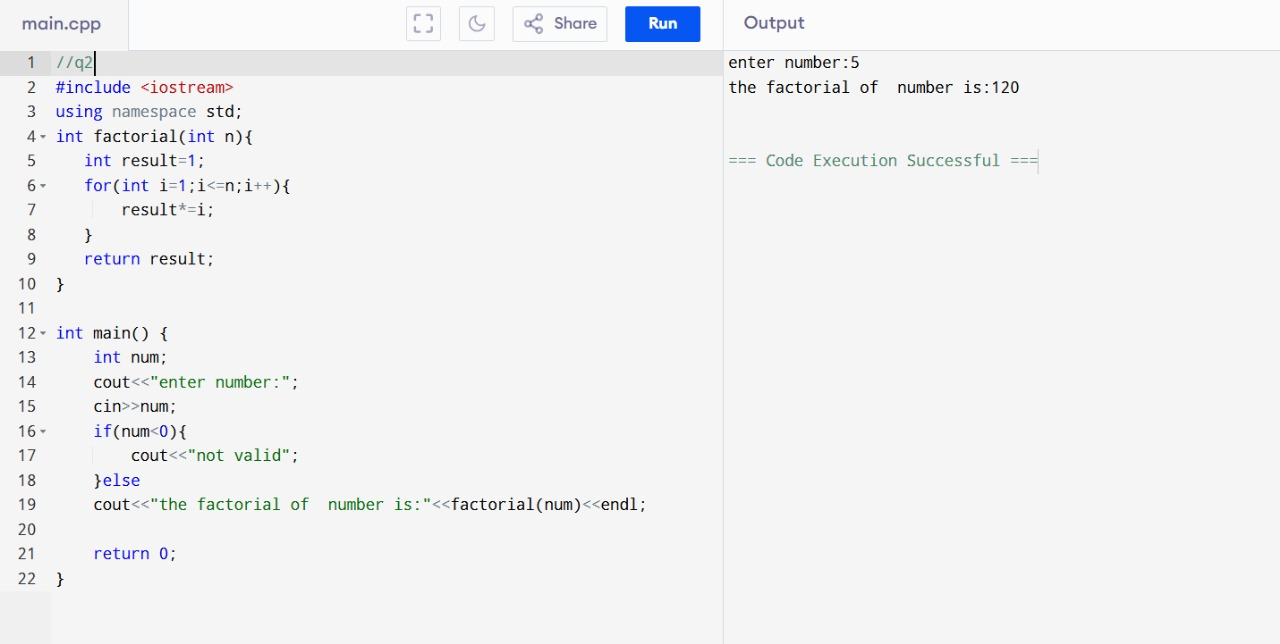 main.cpp
Share
Run
Output
1 //q2
2 #include <iostream>
3 using namespace std;
4 int factorial(int n){
5    int result=1;
6    for(int i=1;i<=n;i++){
7        result*=i;
8    }
9    return result;
10 }
11
12 int main() {
13     int num;
14     cout<<"enter number:";
15     cin>>num;
16     if(num<0){
17         cout<<"not valid";
18     }else
19     cout<<"the factorial of  number is:"<<factorial(num)<<endl;
20
21     return 0;
22 }
enter number:5
the factorial of  number is:120
=== Code Execution Successful ===